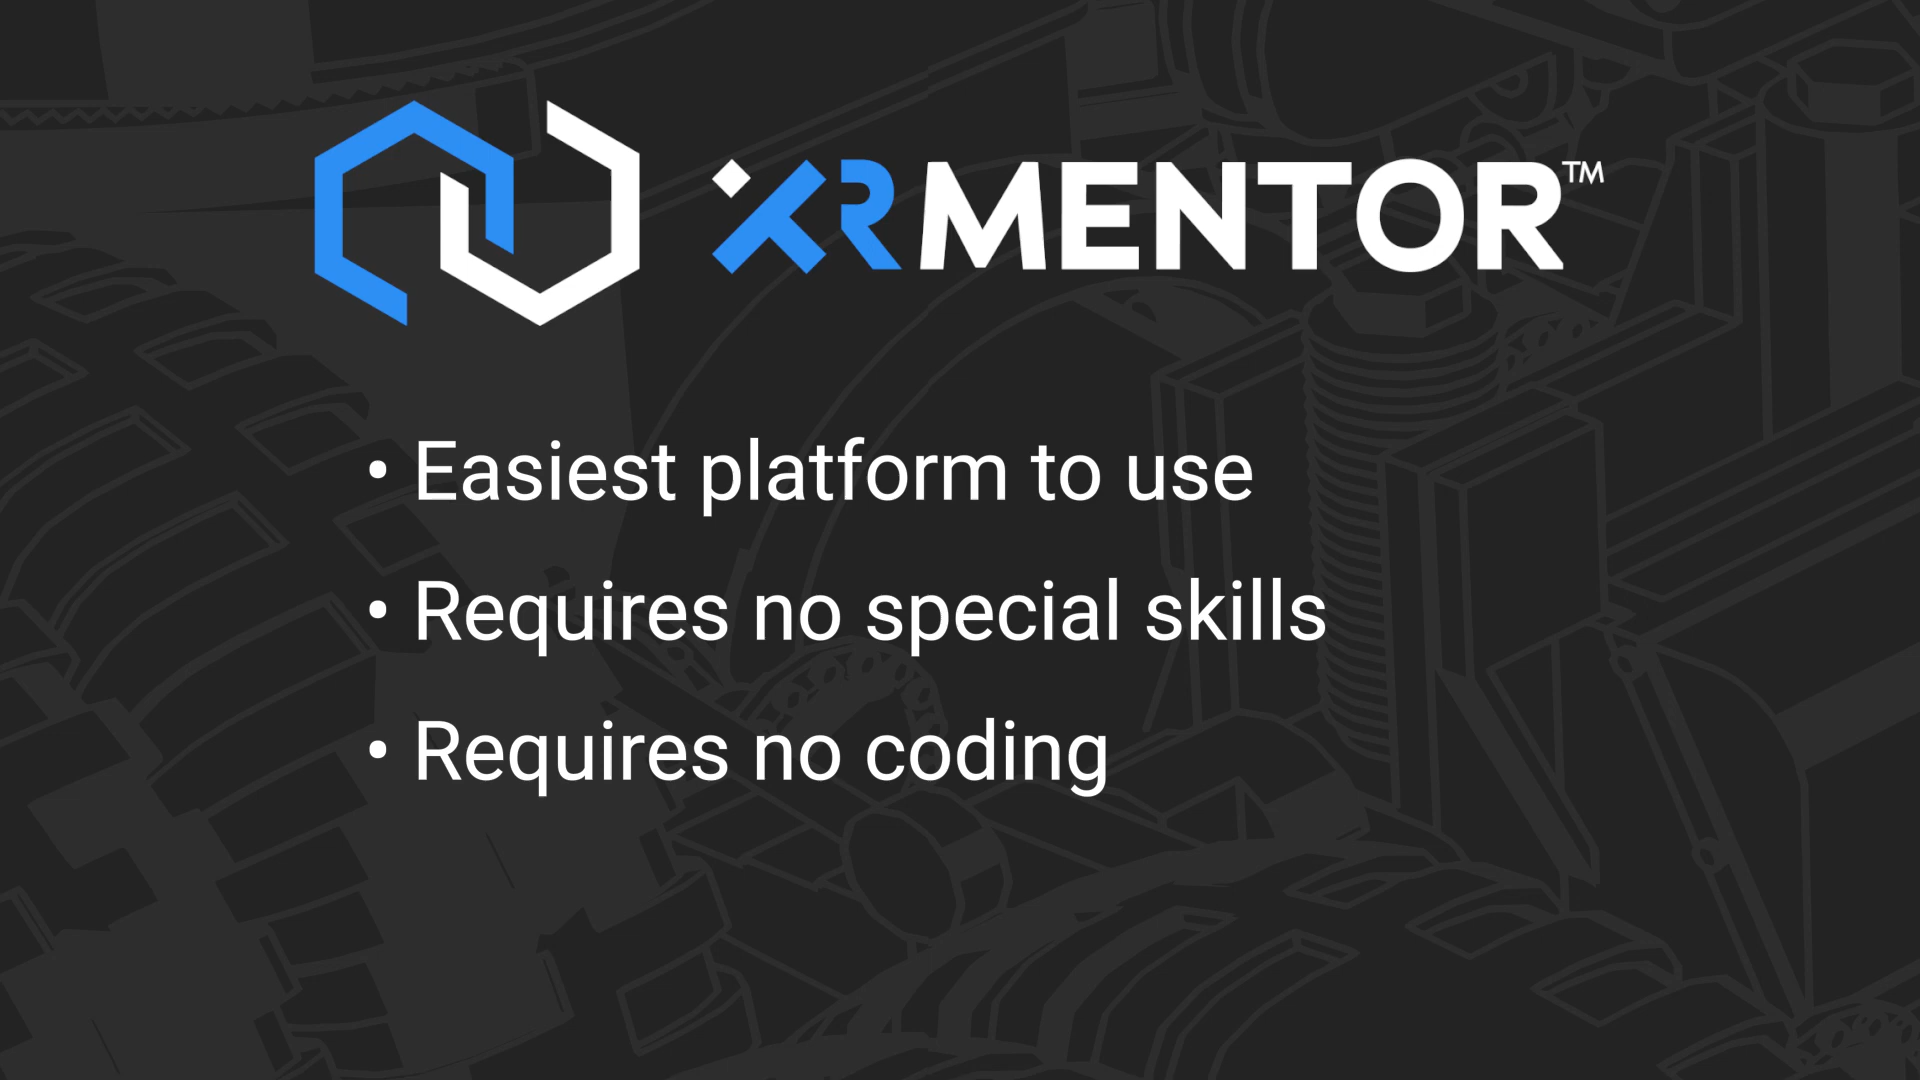 XRMENTOR™
• Easiest platform to use
• Requires no special skills
• Requires no coding